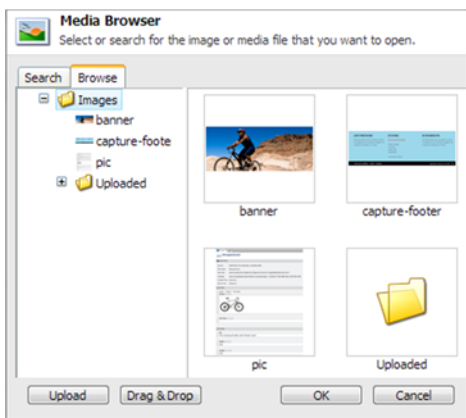 Media Browser
Select or search for the image or media file that you want to open.
Search Browse
Images
banner
capture-foote
pic
Uploaded
banner capture-footer
pic Uploaded
Upload Drag & Drop OK Cancel